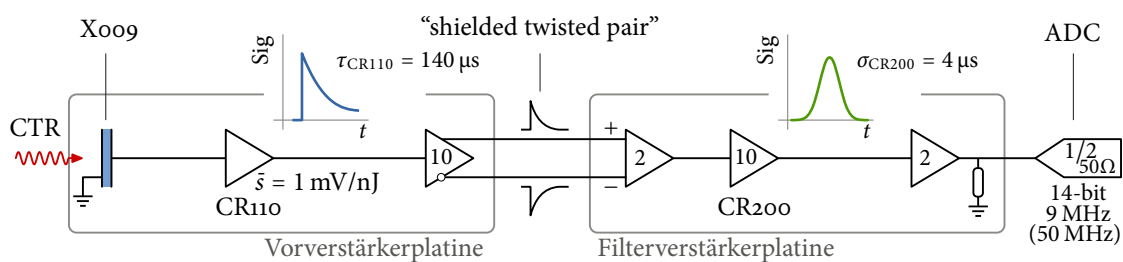 X009
"shielded twisted pair"
ADC
Sig
τCR110 = 140 µs
t
Sig
σCR200 = 4 µs
t
CTR
10
s̄ = 1 mV/nJ
CR110
+
−
2
10
CR200
2
1/2
50Ω
14-bit
9 MHz
(50 MHz)
Vorverstärkerplatine
Filterverstärkerplatine